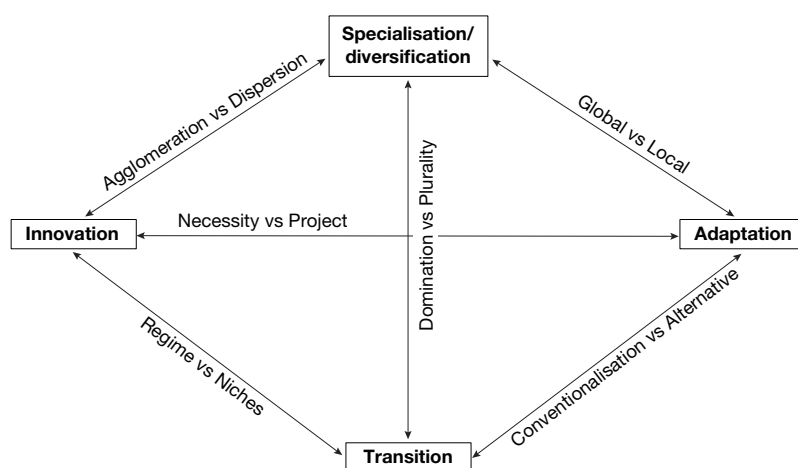 Specialisation/
diversification
Agglomeration vs Dispersion
Global vs Local
Domination vs Plurality
Necessity vs Project
Innovation
Adaptation
Regime vs Niches
Conventionalisation vs Alternative
Transition